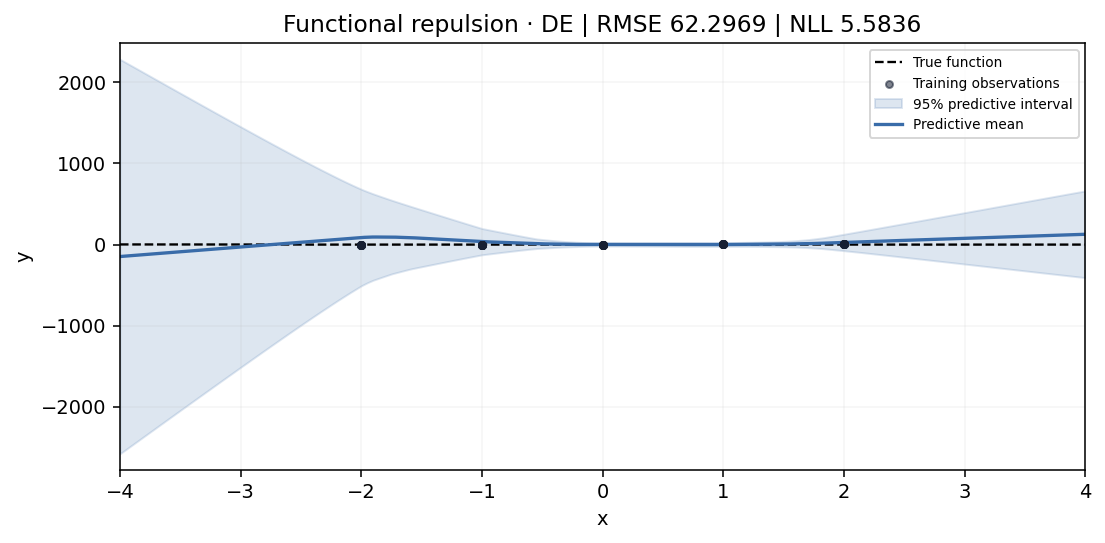 Functional repulsion · DE | RMSE 62.2969 | NLL 5.5836
True function
Training observations
95% predictive interval
Predictive mean
2000
1000
0
−1000
−2000
y
−4 −3 −2 −1 0 1 2 3 4
x